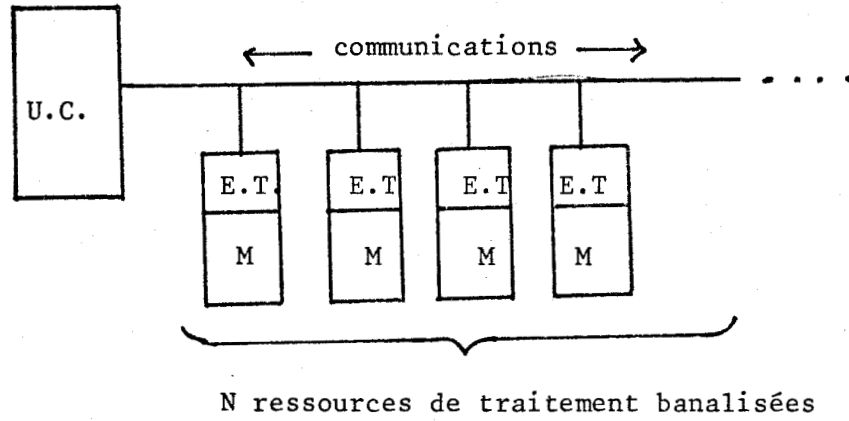 ← communications →
U.C.
E.T. E.T E.T E.T
M M M M
N ressources de traitement banalisées